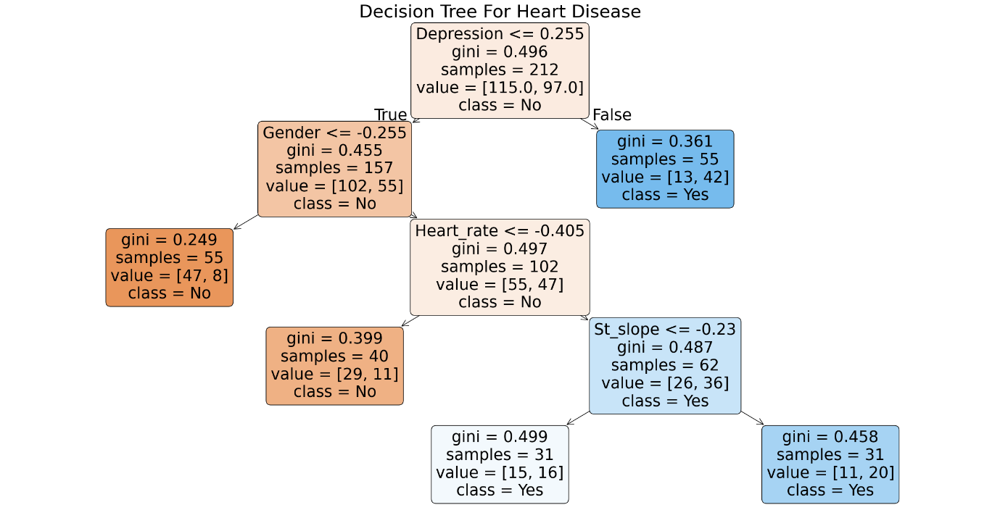 Decision Tree For Heart Disease
Depression <= 0.255
gini = 0.496
samples = 212
value = [115.0, 97.0]
class = No
True
False
Gender <= -0.255
gini = 0.455
samples = 157
value = [102, 55]
class = No
gini = 0.361
samples = 55
value = [13, 42]
class = Yes
gini = 0.249
samples = 55
value = [47, 8]
class = No
Heart_rate <= -0.405
gini = 0.497
samples = 102
value = [55, 47]
class = No
gini = 0.399
samples = 40
value = [29, 11]
class = No
St_slope <= -0.23
gini = 0.487
samples = 62
value = [26, 36]
class = Yes
gini = 0.499
samples = 31
value = [15, 16]
class = Yes
gini = 0.458
samples = 31
value = [11, 20]
class = Yes